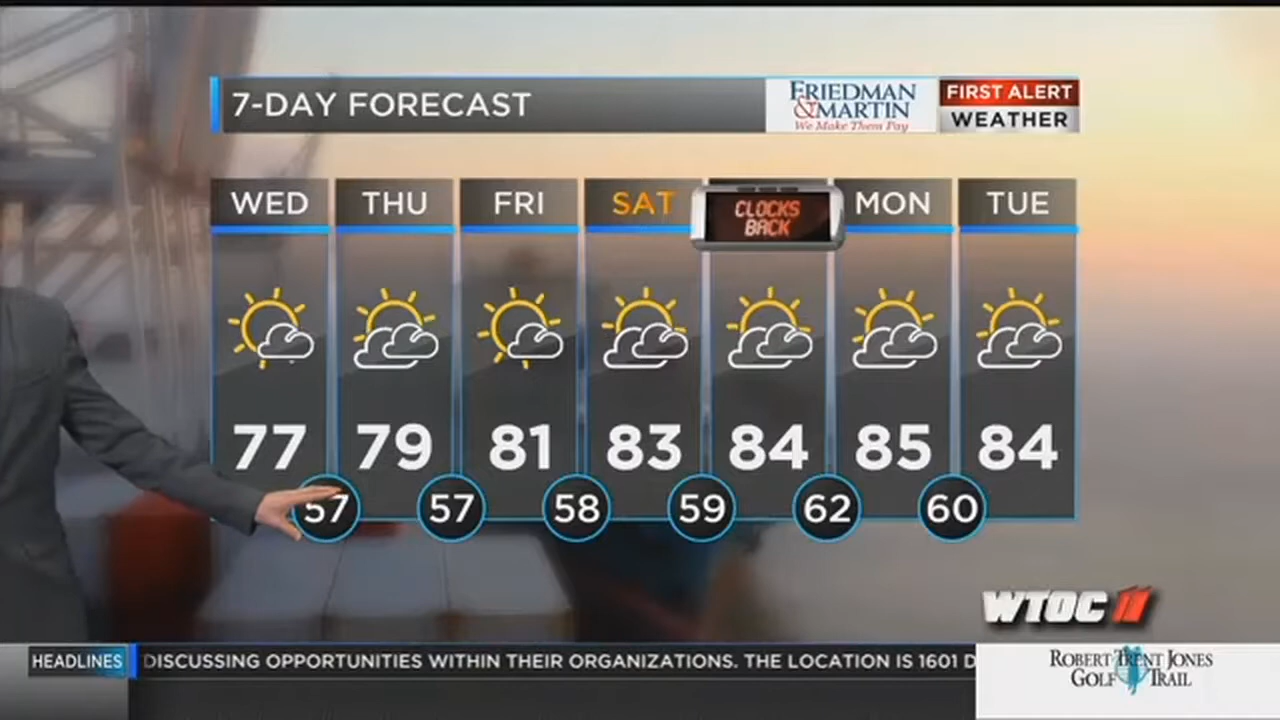 7-DAY FORECAST
FRIEDMAN
&MARTIN
We Make Them Pay
FIRST ALERT
WEATHER
WED THU FRI SAT CLOCKS BACK MON TUE
77 79 81 83 84 85 84
57 57 58 59 62 60
WTOC 11
HEADLINES DISCUSSING OPPORTUNITIES WITHIN THEIR ORGANIZATIONS. THE LOCATION IS 1601 D
ROBERT TRENT JONES
GOLF TRAIL